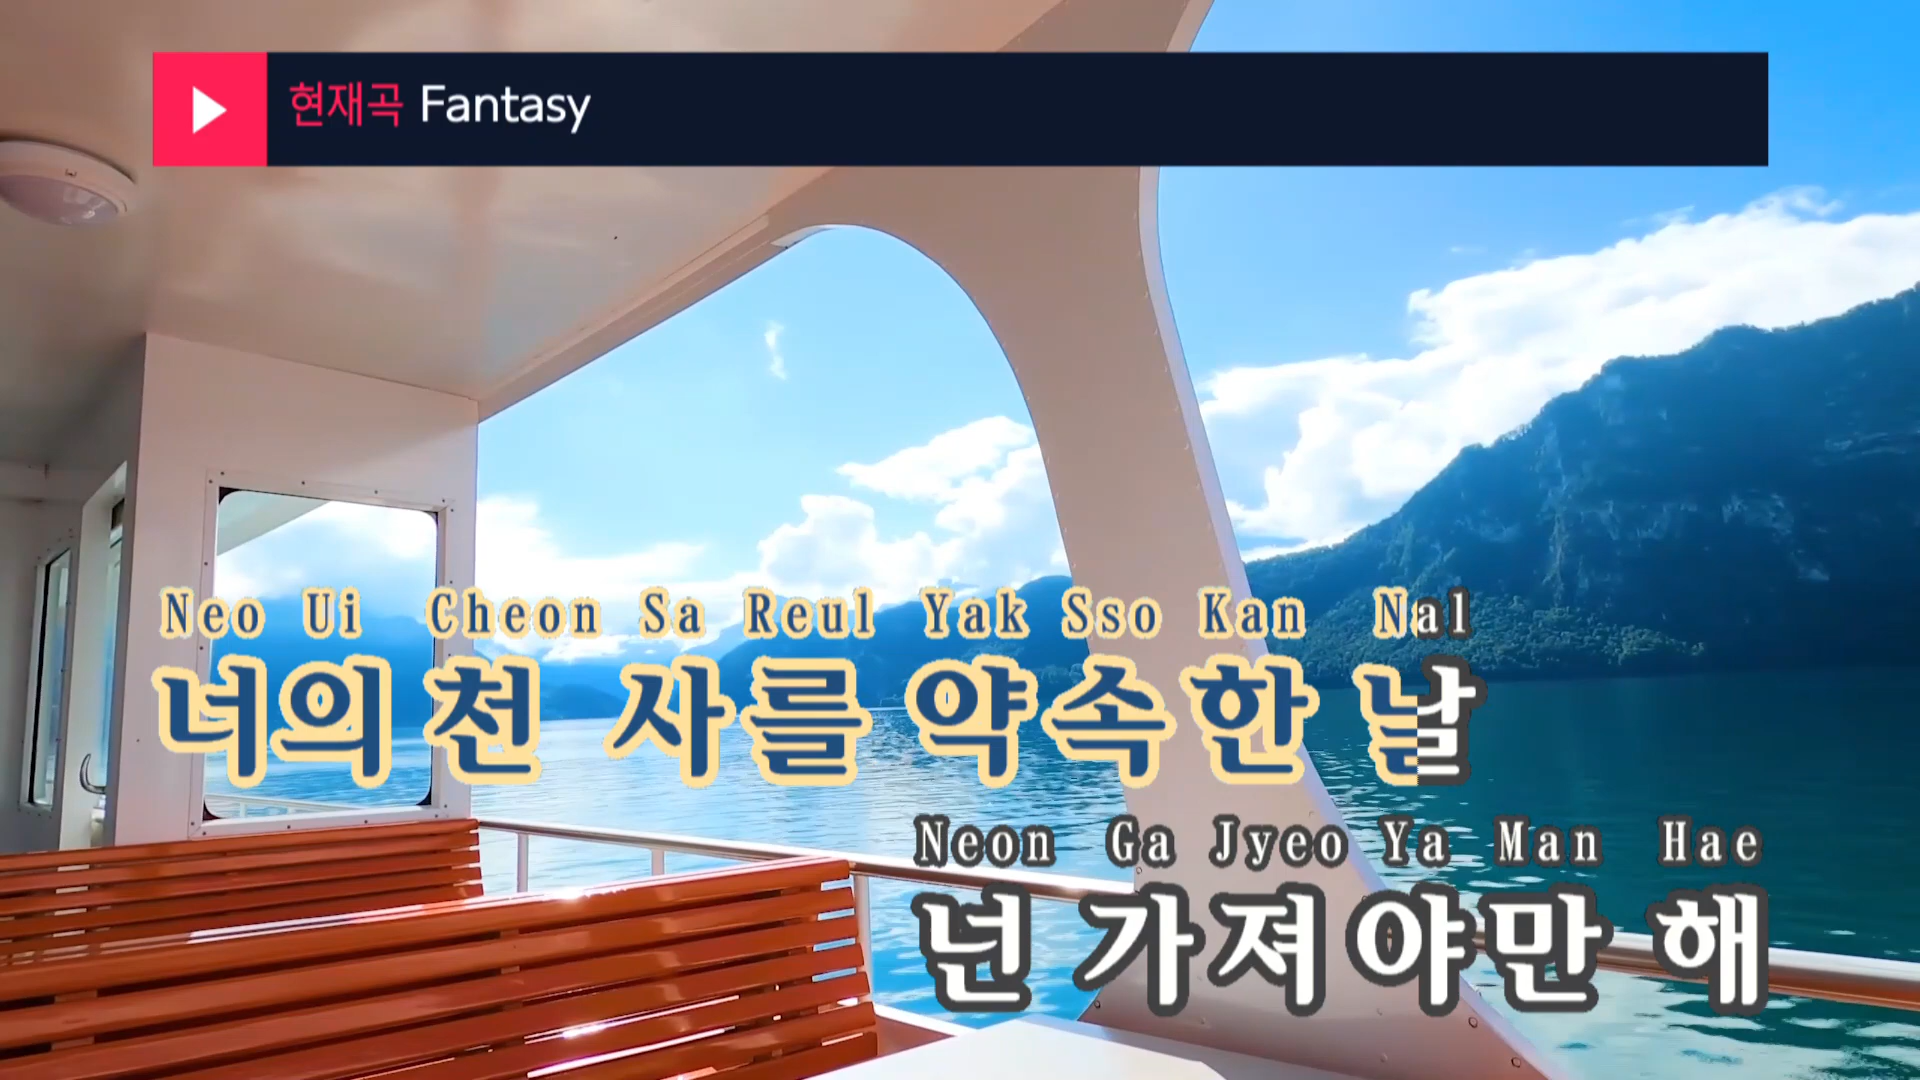 현재곡 Fantasy
Neo Ui Cheon Sa Reul Yak Sso Kan Nal
너의 천 사를 약속한 날
Neon Ga Jyeo Ya Man Hae
넌 가져야만 해